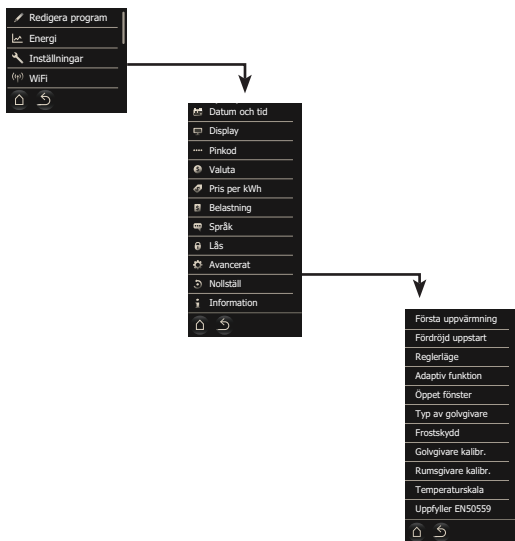 Redigera program
Energi
Inställningar
WiFi
Datum och tid
Display
Pinkod
Valuta
Pris per kWh
Belastning
Språk
Lås
Avancerat
Nollställ
Information
Första uppvärmning
Fördröjd uppstart
Reglerläge
Adaptiv funktion
Öppet fönster
Typ av golvgivare
Frostskydd
Golvgivare kalibr.
Rumsgivare kalibr.
Temperaturskala
Uppfyller EN50559